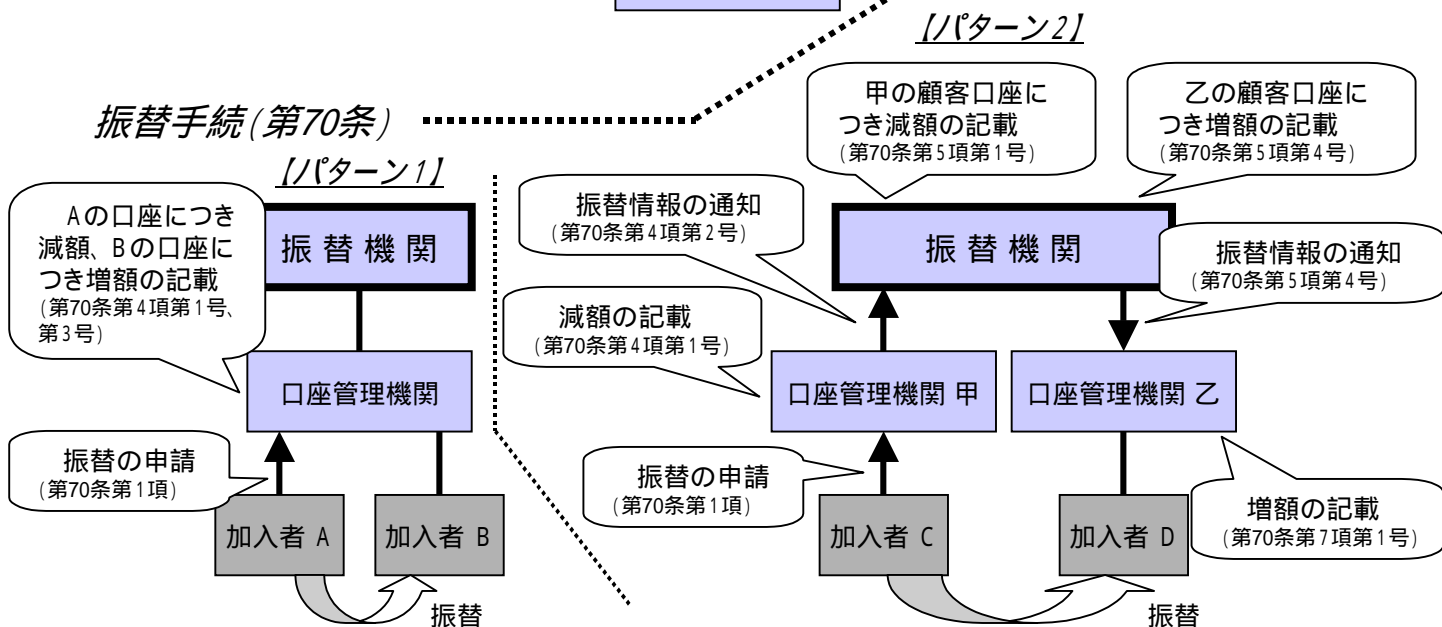 【パターン2】
振替手続(第70条)
【パターン1】
Aの口座につき
減額、Bの口座に
つき増額の記載
(第70条第4項第1号、
第3号)
振替機関
口座管理機関
振替の申請
(第70条第1項)
加入者 A
加入者 B
振替
甲の顧客口座に
つき減額の記載
(第70条第5項第1号)
乙の顧客口座に
つき増額の記載
(第70条第5項第4号)
振替情報の通知
(第70条第4項第2号)
振替機関
振替情報の通知
(第70条第5項第4号)
減額の記載
(第70条第4項第1号)
口座管理機関 甲
口座管理機関 乙
振替の申請
(第70条第1項)
加入者 C
加入者 D
増額の記載
(第70条第7項第1号)
振替